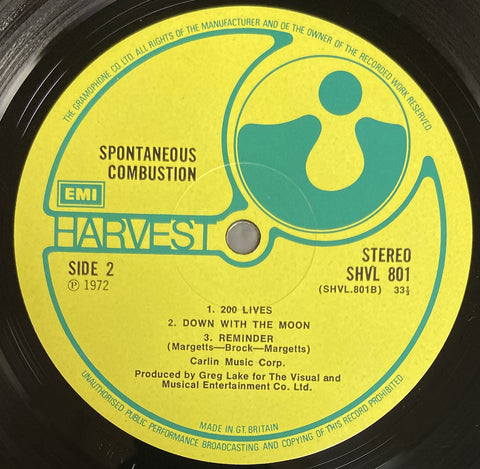 THE GRAMOPHONE CO LTD. ALL RIGHTS OF THE MANUFACTURER AND OF THE OWNER OF THE RECORDED WORK RESERVED.
SPONTANEOUS
COMBUSTION
EMI
HARVEST
SIDE 2
℗ 1972
STEREO
SHVL 801
(SHVL.801B) 33⅓
1. 200 LIVES
2. DOWN WITH THE MOON
3. REMINDER
(Margetts—Brock—Margetts)
Carlin Music Corp.
Produced by Greg Lake for The Visual and
Musical Entertainment Co. Ltd.
MADE IN GT. BRITAIN
UNAUTHORISED PUBLIC PERFORMANCE BROADCASTING AND COPYING OF THIS RECORD PROHIBITED.